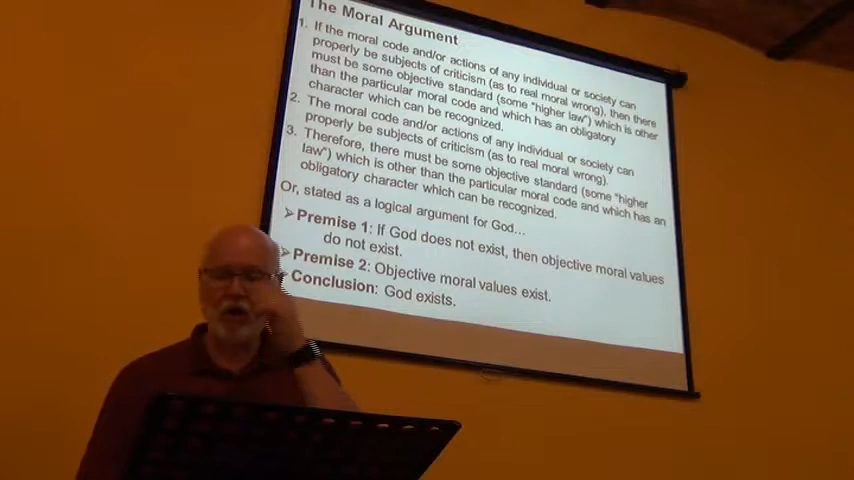 The Moral Argument
1. If the moral code and/or actions of any individual or society can
properly be subjects of criticism (as to real moral wrong), then there
must be some objective standard (some "higher law") which is other
than the particular moral code and which has an obligatory
character which can be recognized.
2. The moral code and/or actions of any individual or society can
properly be subjects of criticism (as to real moral wrong).
3. Therefore, there must be some objective standard (some "higher
law") which is other than the particular moral code and which has an
obligatory character which can be recognized.
Or, stated as a logical argument for God...
➢Premise 1: If God does not exist, then objective moral values
do not exist.
➢Premise 2: Objective moral values exist.
➢Conclusion: God exists.